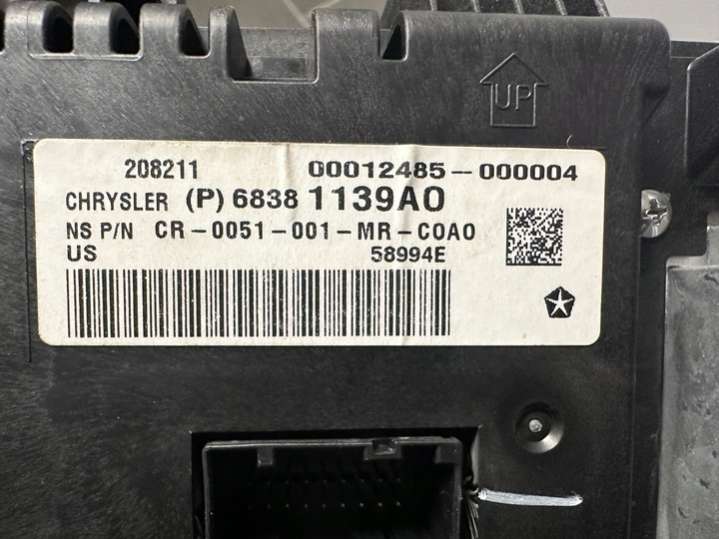 UP
208211 00012485-000004
CHRYSLER (P) 6838 1139AO
NS P/N CR-0051-001-MR-COAO
US 58994E